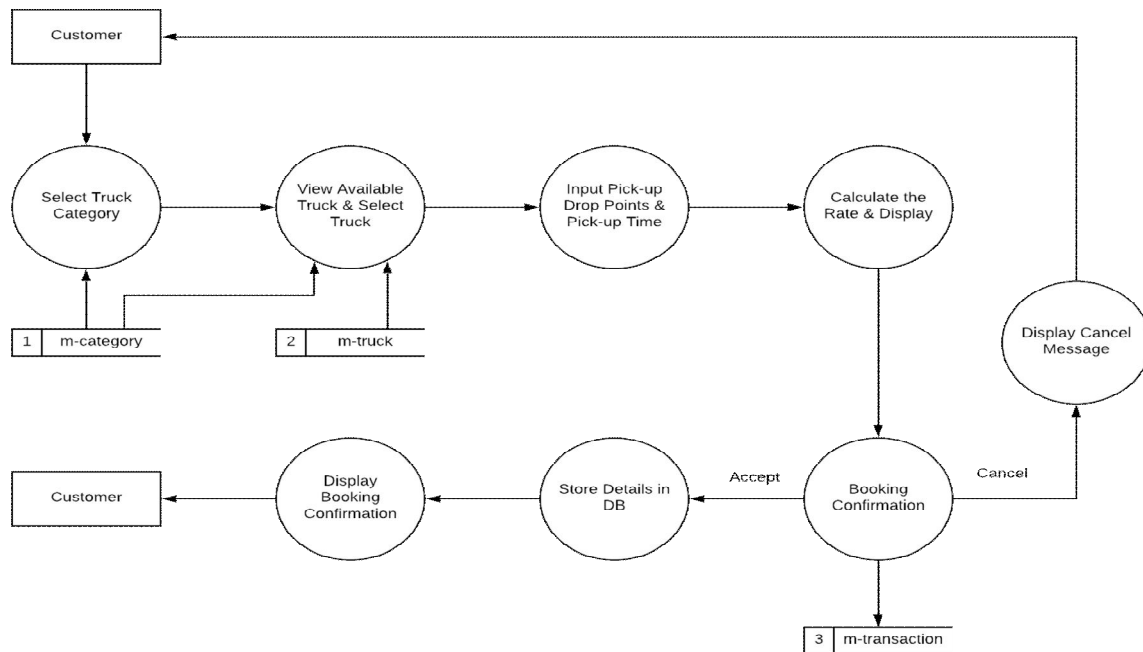 Customer
Select Truck
Category
View Available
Truck & Select
Truck
Input Pick-up
Drop Points &
Pick-up Time
Calculate the
Rate & Display
1 m-category
2 m-truck
Display Cancel
Message
Customer
Display
Booking
Confirmation
Store Details in
DB
Accept
Booking
Confirmation
Cancel
3 m-transaction